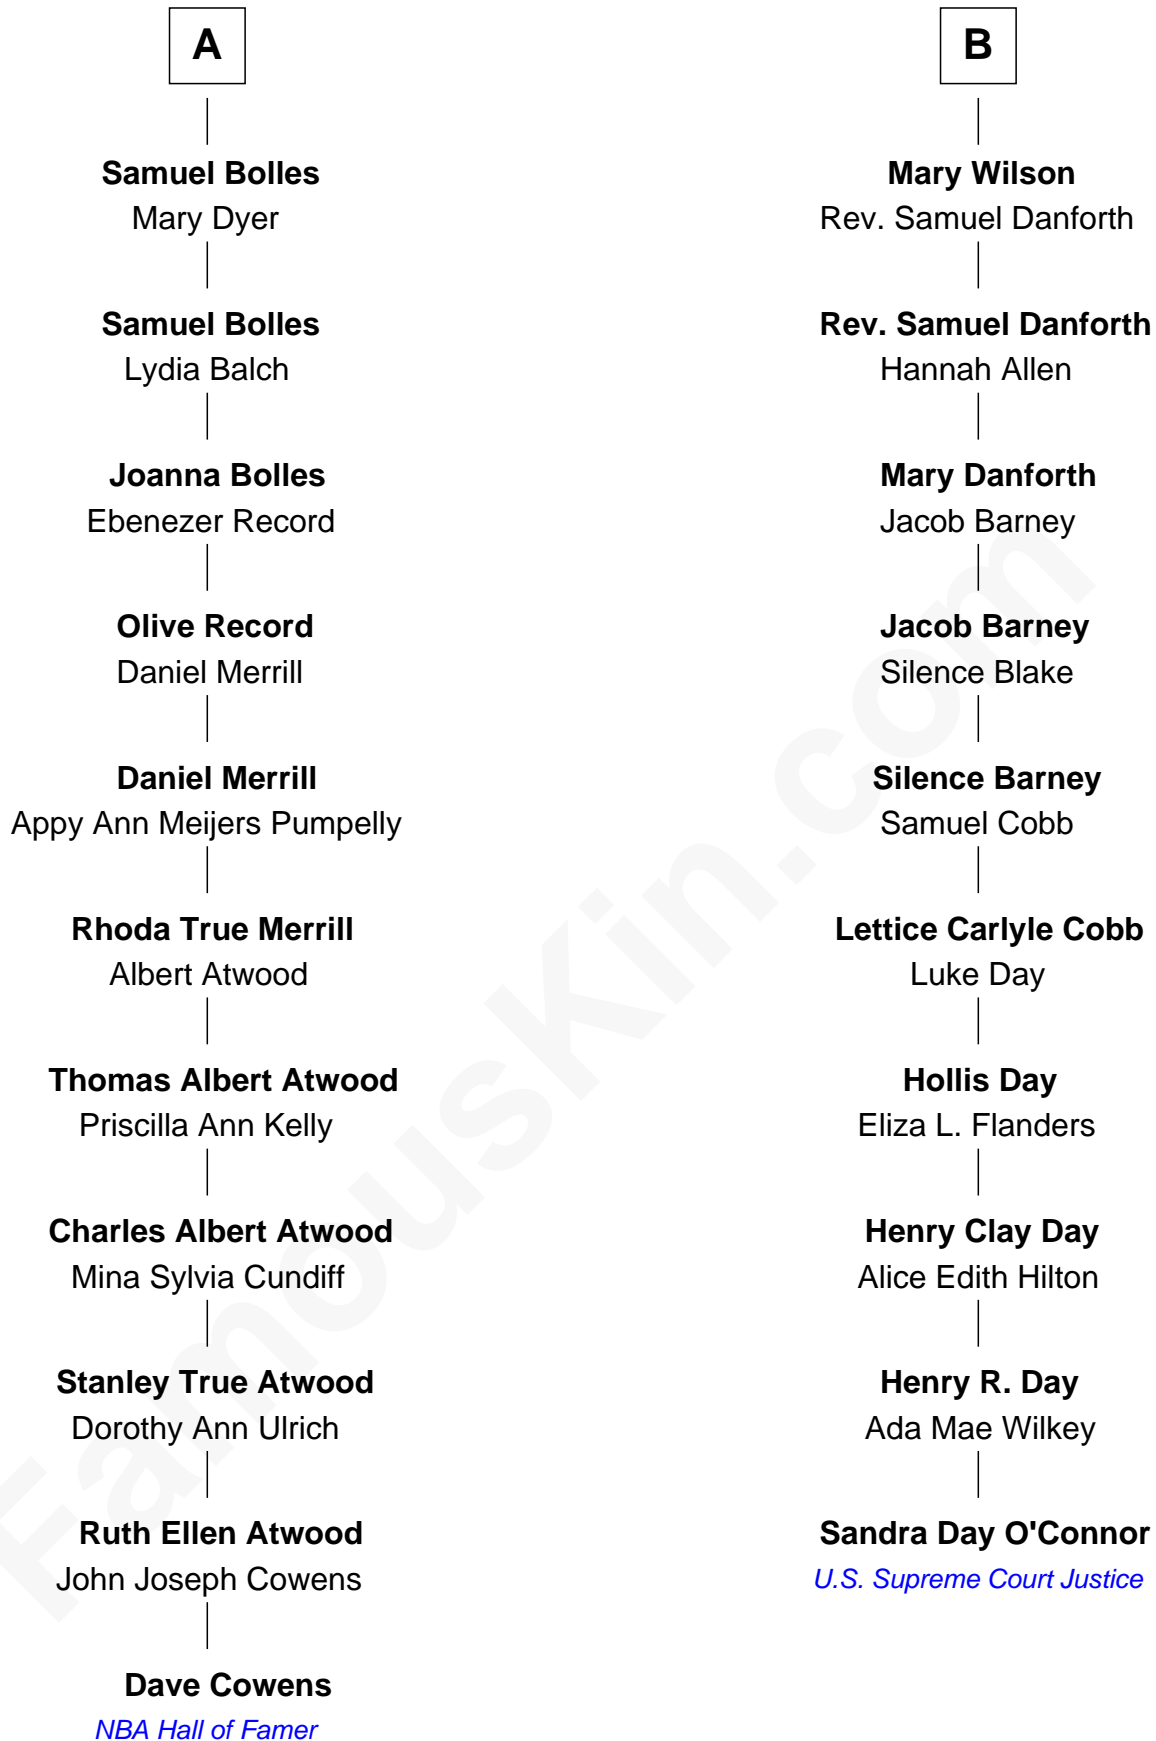 A
Samuel Bolles
Mary Dyer
Samuel Bolles
Lydia Balch
Joanna Bolles
Ebenezer Record
Olive Record
Daniel Merrill
Daniel Merrill
Appy Ann Meijers Pumpelly
Rhoda True Merrill
Albert Atwood
Thomas Albert Atwood
Priscilla Ann Kelly
Charles Albert Atwood
Mina Sylvia Cundiff
Stanley True Atwood
Dorothy Ann Ulrich
Ruth Ellen Atwood
John Joseph Cowens
Dave Cowens
NBA Hall of Famer
B
Mary Wilson
Rev. Samuel Danforth
Rev. Samuel Danforth
Hannah Allen
Mary Danforth
Jacob Barney
Jacob Barney
Silence Blake
Silence Barney
Samuel Cobb
Lettice Carlyle Cobb
Luke Day
Hollis Day
Eliza L. Flanders
Henry Clay Day
Alice Edith Hilton
Henry R. Day
Ada Mae Wilkey
Sandra Day O'Connor
U.S. Supreme Court Justice
FamousKin.com